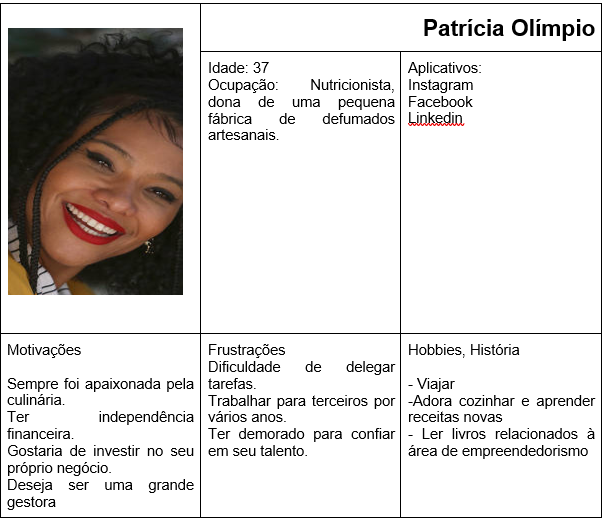 Patrícia Olímpio
Idade: 37
Ocupação: Nutricionista,
dona de uma pequena
fábrica de defumados
artesanais.
Aplicativos:
Instagram
Facebook
Linkedin
Motivações
Sempre foi apaixonada pela
culinária.
Ter independência
financeira.
Gostaria de investir no seu
próprio negócio.
Deseja ser uma grande
gestora
Frustrações
Dificuldade de delegar
tarefas.
Trabalhar para terceiros por
vários anos.
Ter demorado para confiar
em seu talento.
Hobbies, História
- Viajar
-Adora cozinhar e aprender
receitas novas
- Ler livros relacionados à
área de empreendedorismo